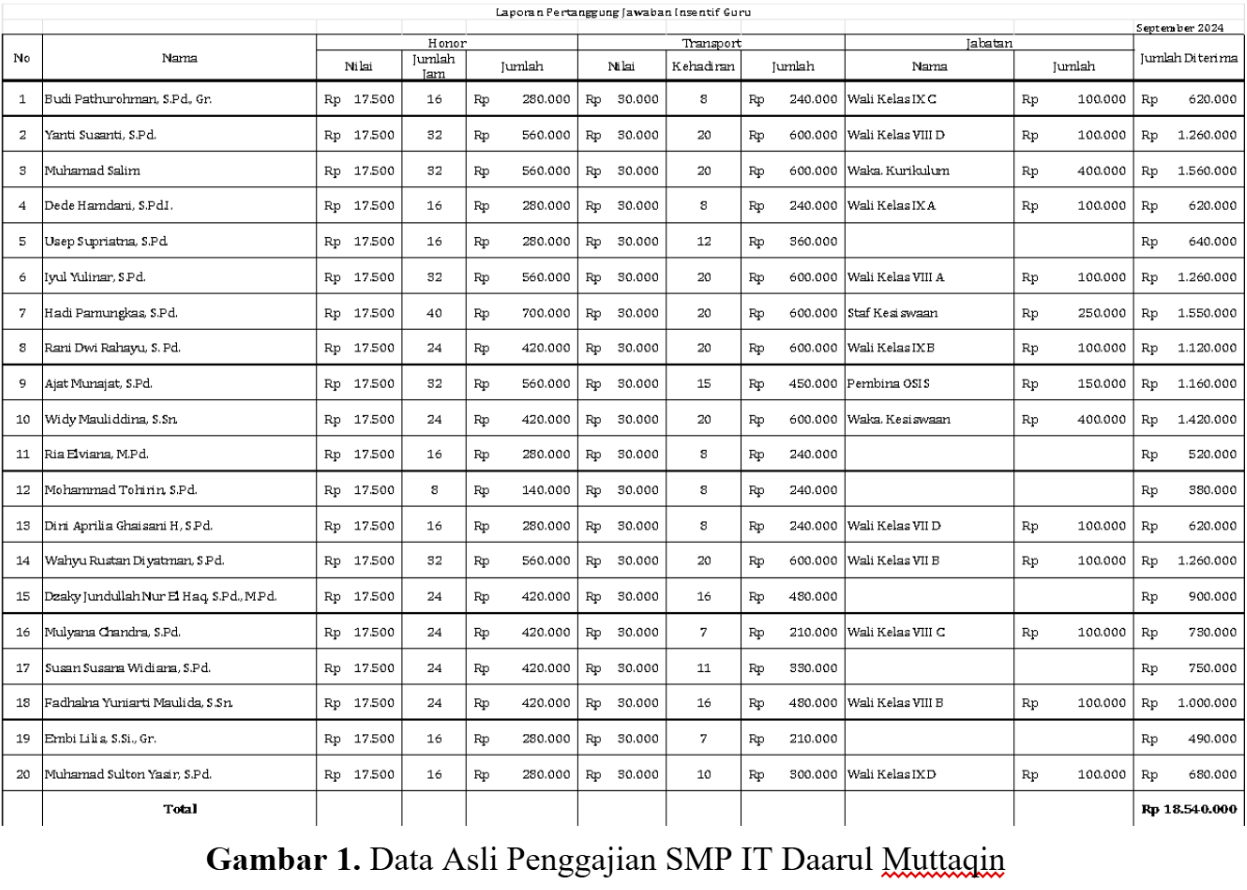 Laporan Pertanggung Jawaban Insentif Guru
September 2024
No Nama Honor Transport Jabatan Jumlah Diterima
Nilai Jumlah Jam Jumlah Nilai Kehadiran Jumlah Nama Jumlah
1 Budi Pathurohman, S.Pd., Gr. Rp 17.500 16 Rp 280.000 Rp 30.000 8 Rp 240.000 Wali Kelas IX C Rp 100.000 Rp 620.000
2 Yanti Susanti, S.Pd. Rp 17.500 32 Rp 560.000 Rp 30.000 20 Rp 600.000 Wali Kelas VIII D Rp 100.000 Rp 1.260.000
3 Muhamad Salim Rp 17.500 32 Rp 560.000 Rp 30.000 20 Rp 600.000 Waka. Kurikulum Rp 400.000 Rp 1.560.000
4 Dede Hamdani, S.Pd.I. Rp 17.500 16 Rp 280.000 Rp 30.000 8 Rp 240.000 Wali Kelas IX A Rp 100.000 Rp 620.000
5 Usep Supriatna, S.Pd. Rp 17.500 16 Rp 280.000 Rp 30.000 12 Rp 360.000 Rp 640.000
6 Iyul Yulinar, S.Pd. Rp 17.500 32 Rp 560.000 Rp 30.000 20 Rp 600.000 Wali Kelas VIII A Rp 100.000 Rp 1.260.000
7 Hadi Pamungkas, S.Pd. Rp 17.500 40 Rp 700.000 Rp 30.000 20 Rp 600.000 Staf Kesiswaan Rp 250.000 Rp 1.550.000
8 Rani Dwi Rahayu, S. Pd. Rp 17.500 24 Rp 420.000 Rp 30.000 20 Rp 600.000 Wali Kelas IX B Rp 100.000 Rp 1.120.000
9 Ajat Munajat, S.Pd. Rp 17.500 32 Rp 560.000 Rp 30.000 15 Rp 450.000 Pembina OSIS Rp 150.000 Rp 1.160.000
10 Widy Mauliddina, S.Sn. Rp 17.500 24 Rp 420.000 Rp 30.000 20 Rp 600.000 Waka. Kesiswaan Rp 400.000 Rp 1.420.000
11 Ria Elviana, M.Pd. Rp 17.500 16 Rp 280.000 Rp 30.000 8 Rp 240.000 Rp 520.000
12 Mohammad Tohirin, S.Pd. Rp 17.500 8 Rp 140.000 Rp 30.000 8 Rp 240.000 Rp 380.000
13 Dini Aprilia Ghaisani H, S.Pd. Rp 17.500 16 Rp 280.000 Rp 30.000 8 Rp 240.000 Wali Kelas VII D Rp 100.000 Rp 620.000
14 Wahyu Rustan Diyatman, S.Pd. Rp 17.500 32 Rp 560.000 Rp 30.000 20 Rp 600.000 Wali Kelas VII B Rp 100.000 Rp 1.260.000
15 Dzaky Jundullah Nur El Haq, S.Pd., M.Pd. Rp 17.500 24 Rp 420.000 Rp 30.000 16 Rp 480.000 Rp 900.000
16 Mulyana Chandra, S.Pd. Rp 17.500 24 Rp 420.000 Rp 30.000 7 Rp 210.000 Wali Kelas VIII C Rp 100.000 Rp 730.000
17 Susan Susana Widiana, S.Pd. Rp 17.500 24 Rp 420.000 Rp 30.000 11 Rp 330.000 Rp 750.000
18 Fadhalna Yuniarti Maulida, S.Sn. Rp 17.500 24 Rp 420.000 Rp 30.000 16 Rp 480.000 Wali Kelas VIII B Rp 100.000 Rp 1.000.000
19 Embi Lilis, S.Si., Gr. Rp 17.500 16 Rp 280.000 Rp 30.000 7 Rp 210.000 Rp 490.000
20 Muhamad Sulton Yasir, S.Pd. Rp 17.500 16 Rp 280.000 Rp 30.000 10 Rp 300.000 Wali Kelas IX D Rp 100.000 Rp 680.000
Total Rp 18.540.000
Gambar 1. Data Asli Penggajian SMP IT Daarul Muttaqin